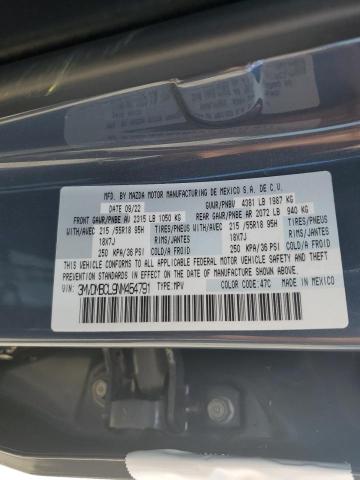 MFD. BY MAZDA MOTOR MANUFACTURING DE MEXICO S.A. DE C.V.
DATE 09/22 GVWR/PNBV 4381 LB 1987 KG
FRONT GAWR/PNBE AV 2315 LB 1050 KG REAR GAWR/PNBE AR 2072 LB 940 KG
WITH/AVEC 215/55R18 95H TIRES/PNEUS WITH/AVEC 215/55R18 95H TIRES/PNEUS
18X7J RIMS/JANTES 18X7J RIMS/JANTES
250 KPA/36 PSI COLD/A FROID 250 KPA/36 PSI COLD/A FROID
THIS VEHICLE CONFORMS TO ALL APPLICABLE FEDERAL MOTOR VEHICLE SAFETY, BUMPER AND THEFT
PREVENTION STANDARDS IN EFFECT ON THE DATE OF MANUFACTURE SHOWN ABOVE.
VIN: 3MVDMBCL9NM464791 TYPE: MPV COLOR CODE: 47C
MADE IN MEXICO